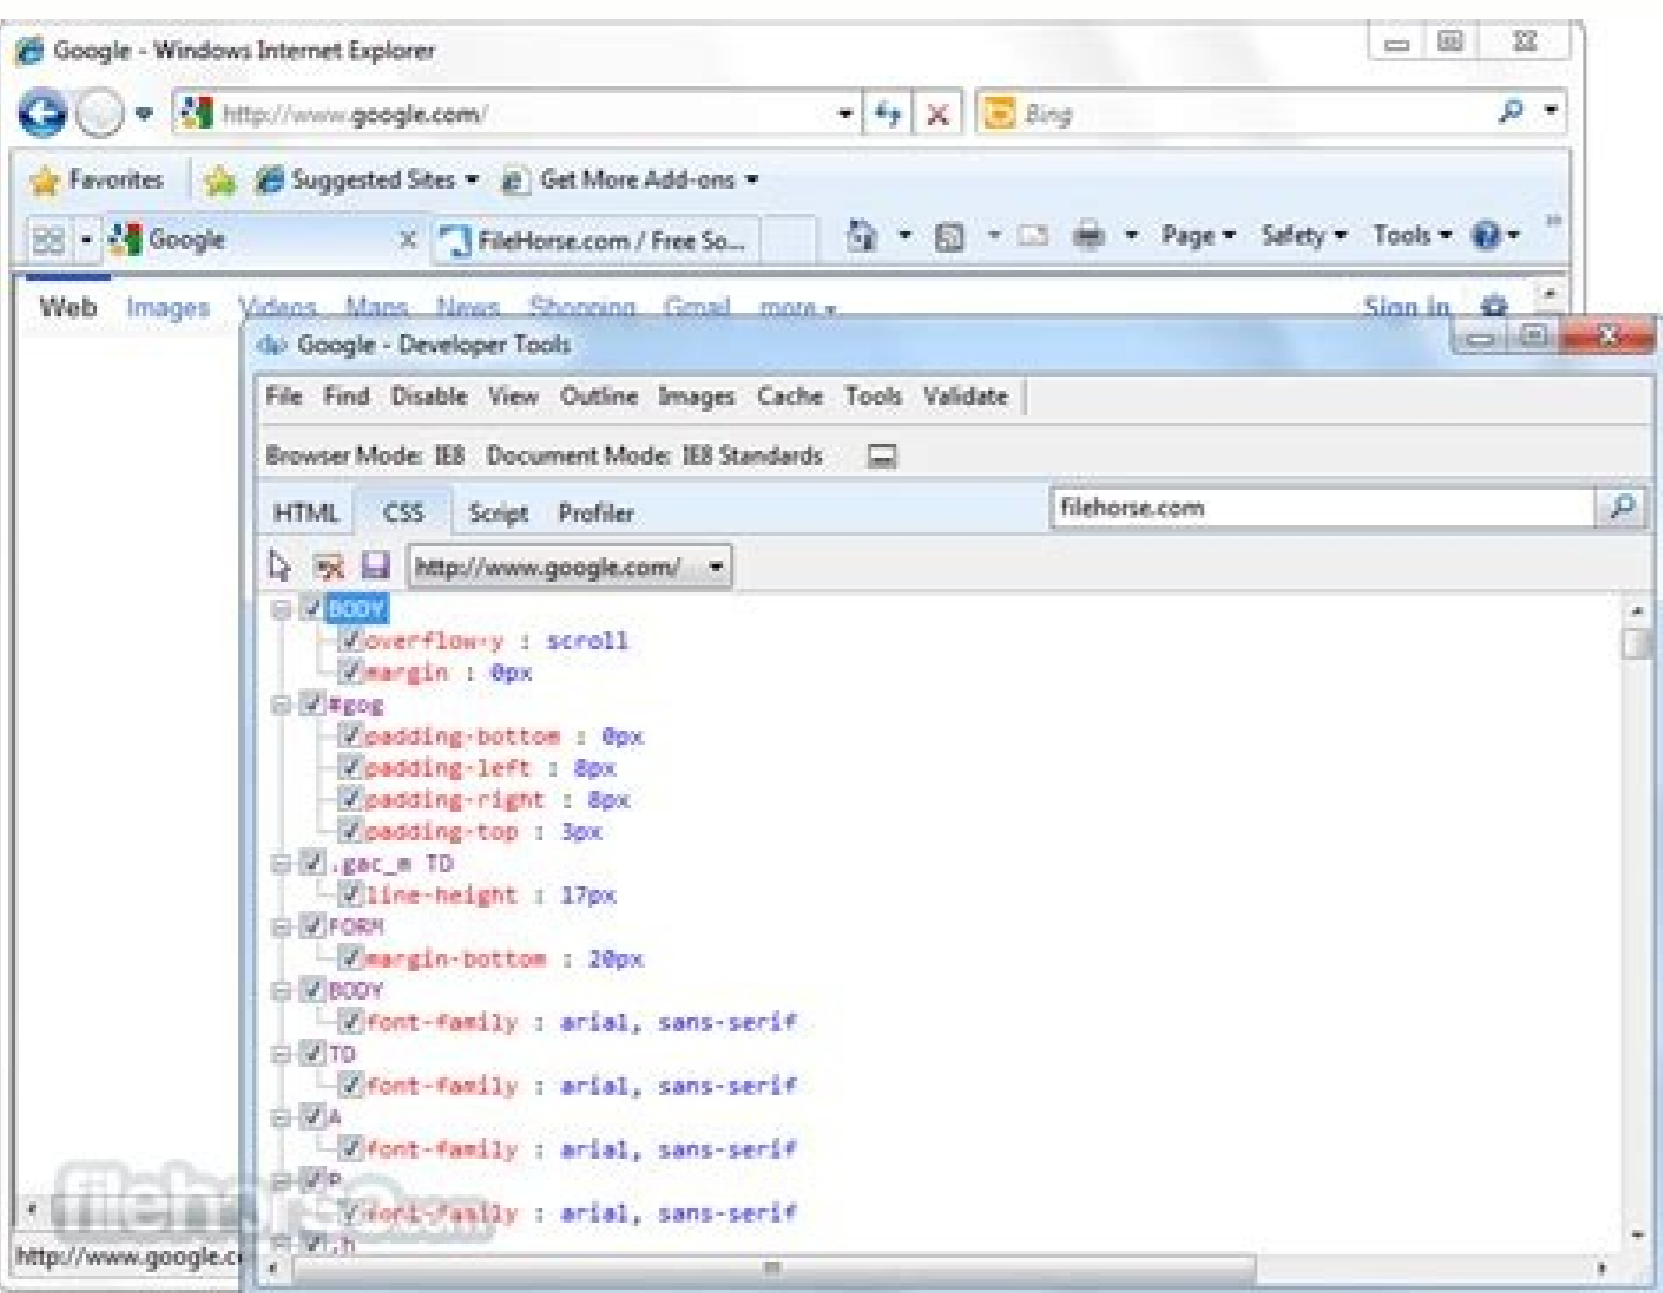 Google - Windows Internet Explorer
http://www.google.com/
Bing
Favorites Suggested Sites Get More Add-ons
Google FileHorse.com / Free So... Page Safety Tools
Web Images Videos Maps News Shopping Gmail more Sign in
Google - Developer Tools
File Find Disable View Outline Images Cache Tools Validate
Browser Mode: IE8 Document Mode: IE8 Standards
HTML CSS Script Profiler filehorse.com
http://www.google.com/
BODY
overflow-y : scroll
margin : 0px
#gog
padding-bottom : 0px
padding-left : 8px
padding-right : 8px
padding-top : 3px
.gac_m TD
line-height : 17px
FORM
margin-bottom : 20px
BODY
font-family : arial, sans-serif
TD
font-family : arial, sans-serif
A
font-family : arial, sans-serif
P
font-family : arial, sans-serif
.h
filehorse.com
http://www.google.c